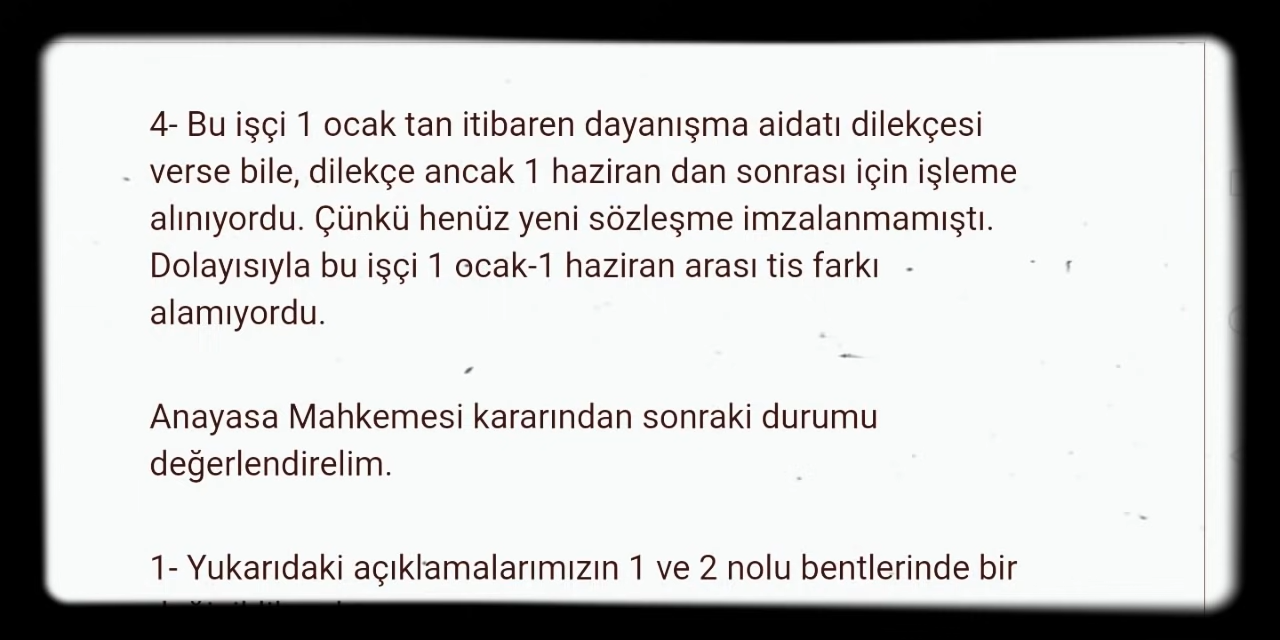 4- Bu işçi 1 ocak tan itibaren dayanışma aidatı dilekçesi
verse bile, dilekçe ancak 1 haziran dan sonrası için işleme
alınıyordu. Çünkü henüz yeni sözleşme imzalanmamıştı.
Dolayısıyla bu işçi 1 ocak-1 haziran arası tis farkı
alamıyordu.
Anayasa Mahkemesi kararından sonraki durumu
değerlendirelim.
1- Yukarıdaki açıklamalarımızın 1 ve 2 nolu bentlerinde bir